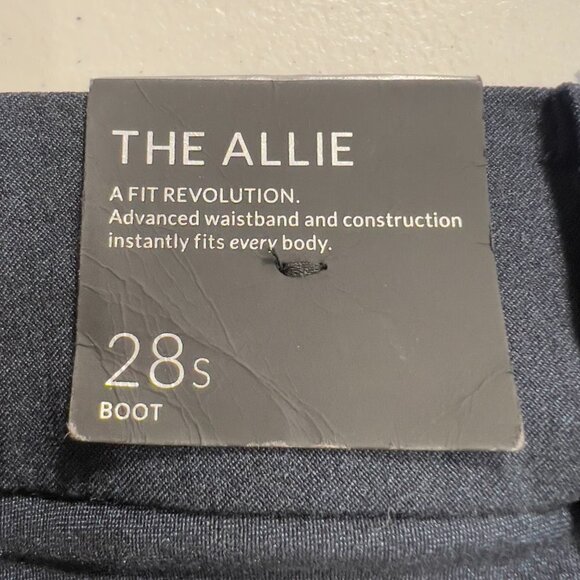 THE ALLIE
A FIT REVOLUTION.
Advanced waistband and construction
instantly fits every body.
28S
BOOT